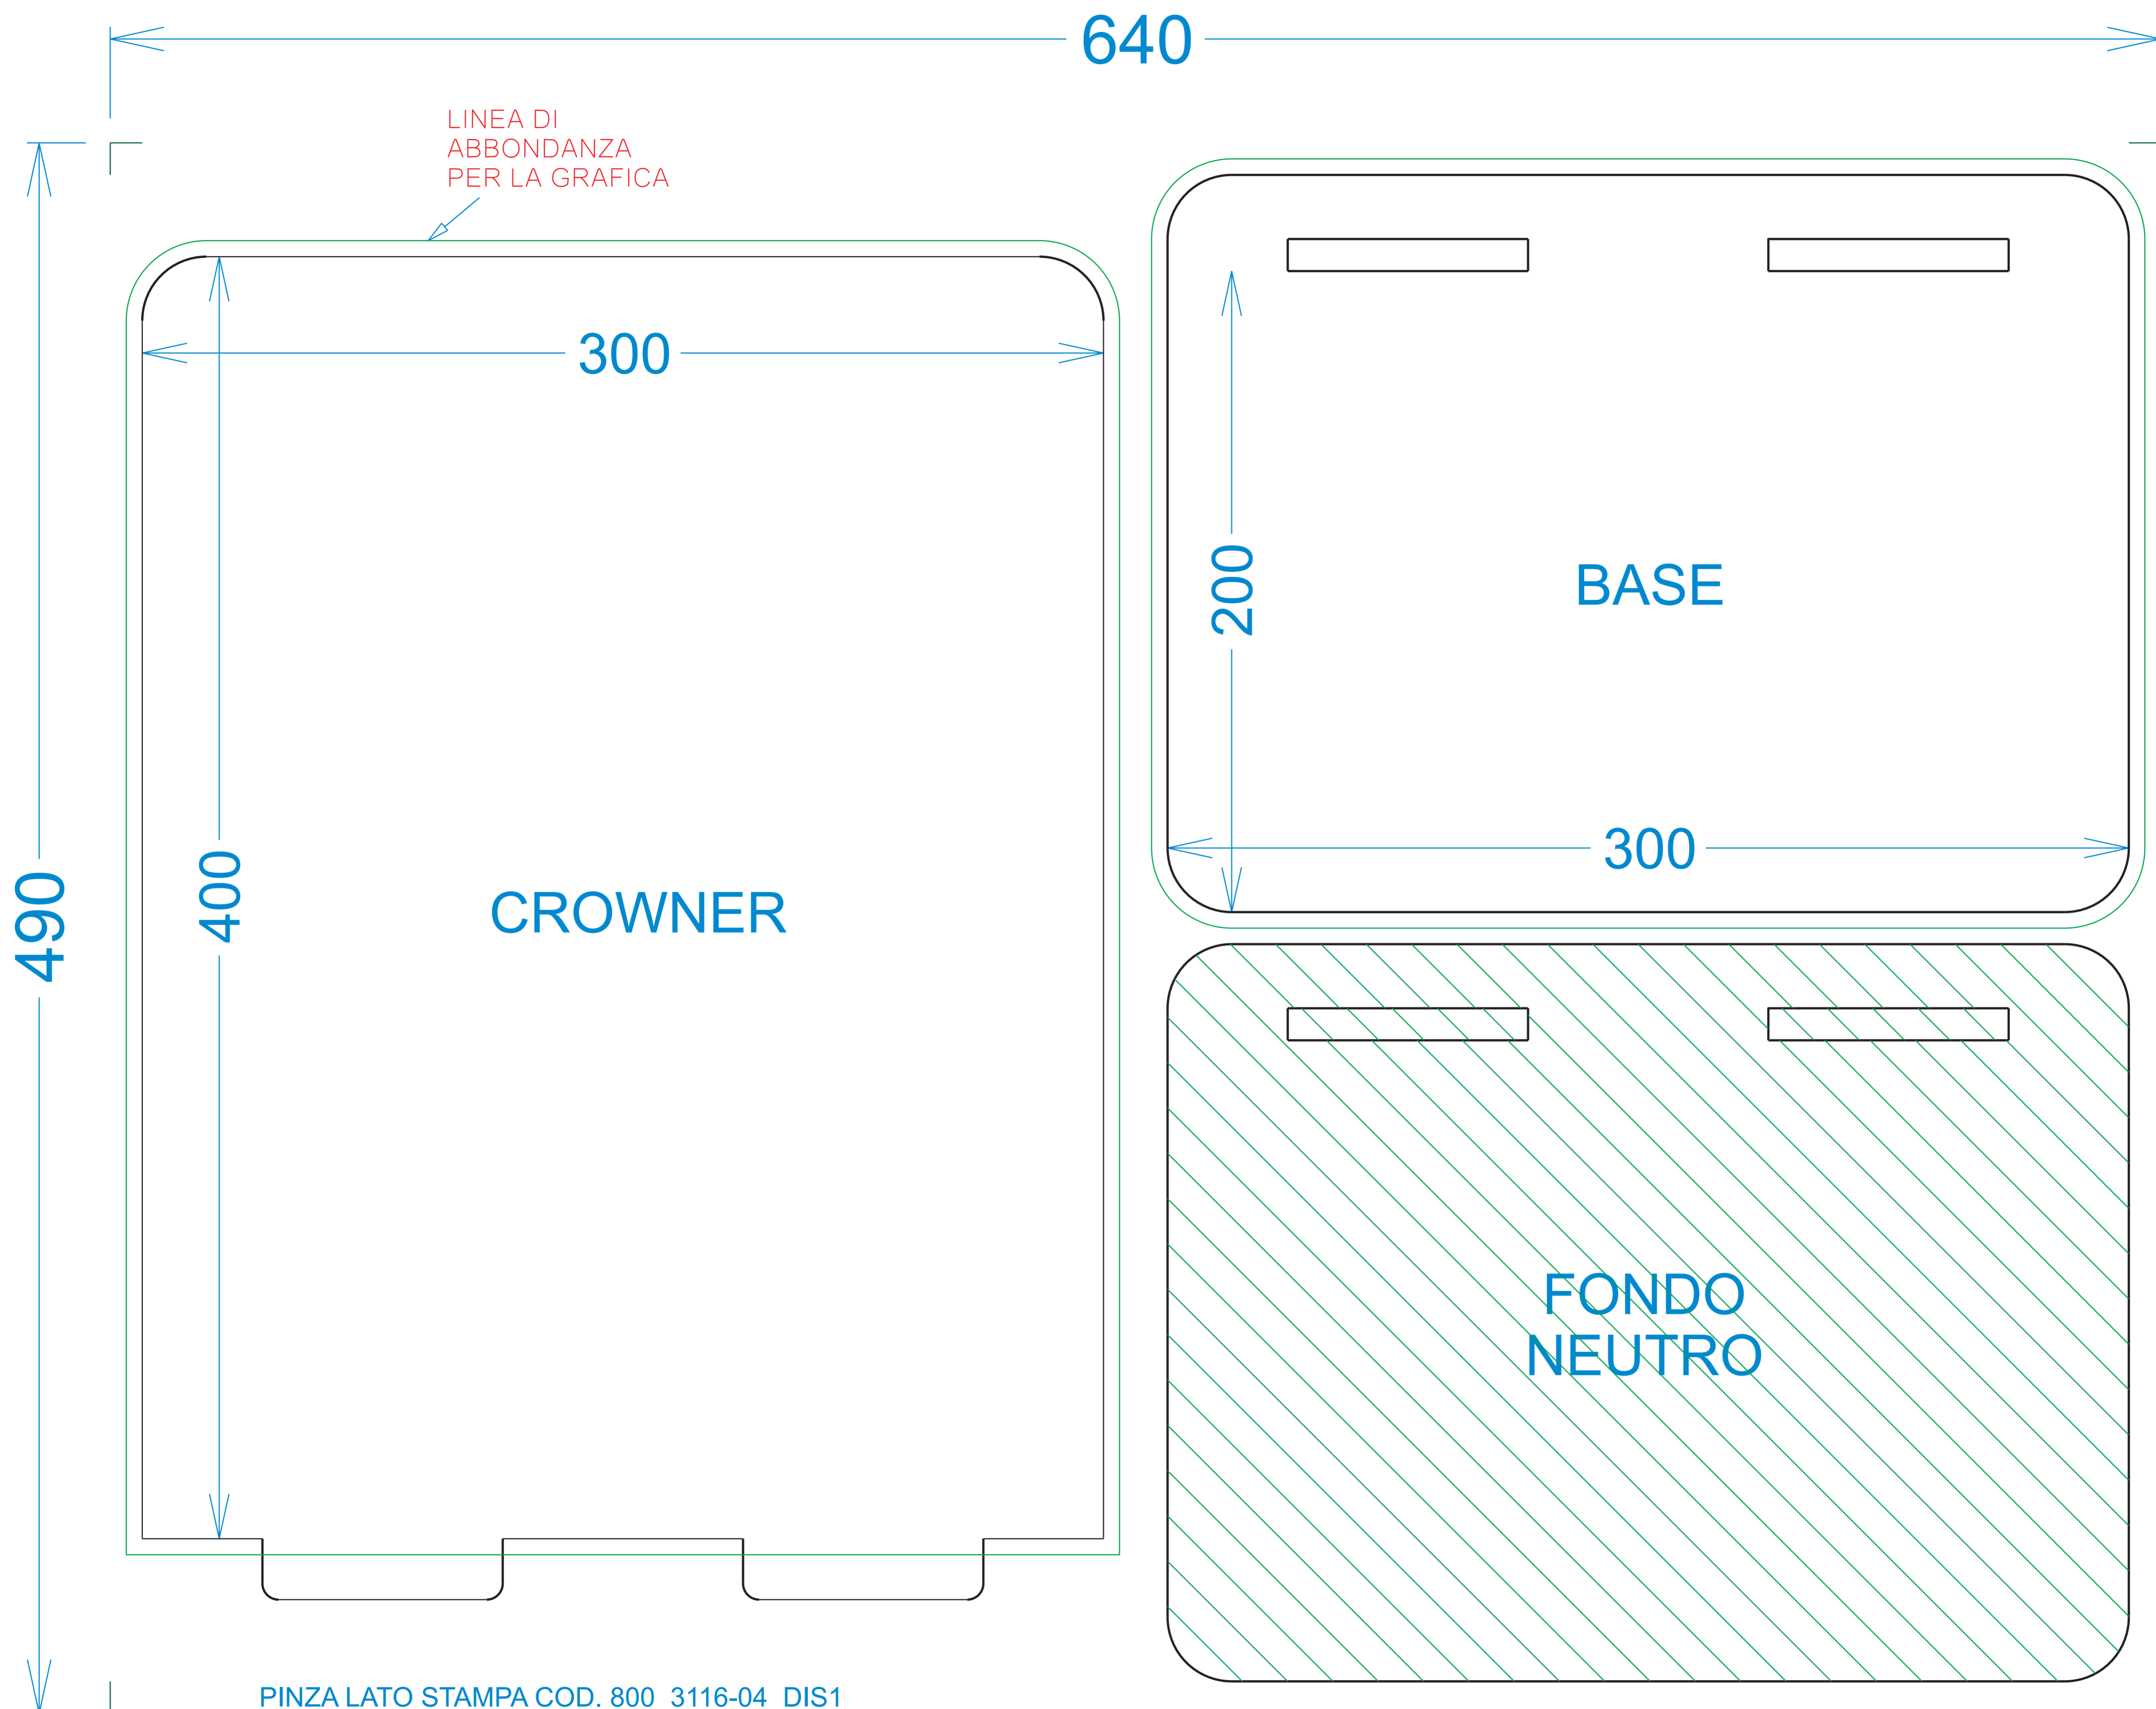 640
LINEA DI
ABBONDANZA
PER LA GRAFICA
300
400
CROWNER
490
200
BASE
300
FONDO
NEUTRO
PINZA LATO STAMPA COD. 800  3116-04  DIS1